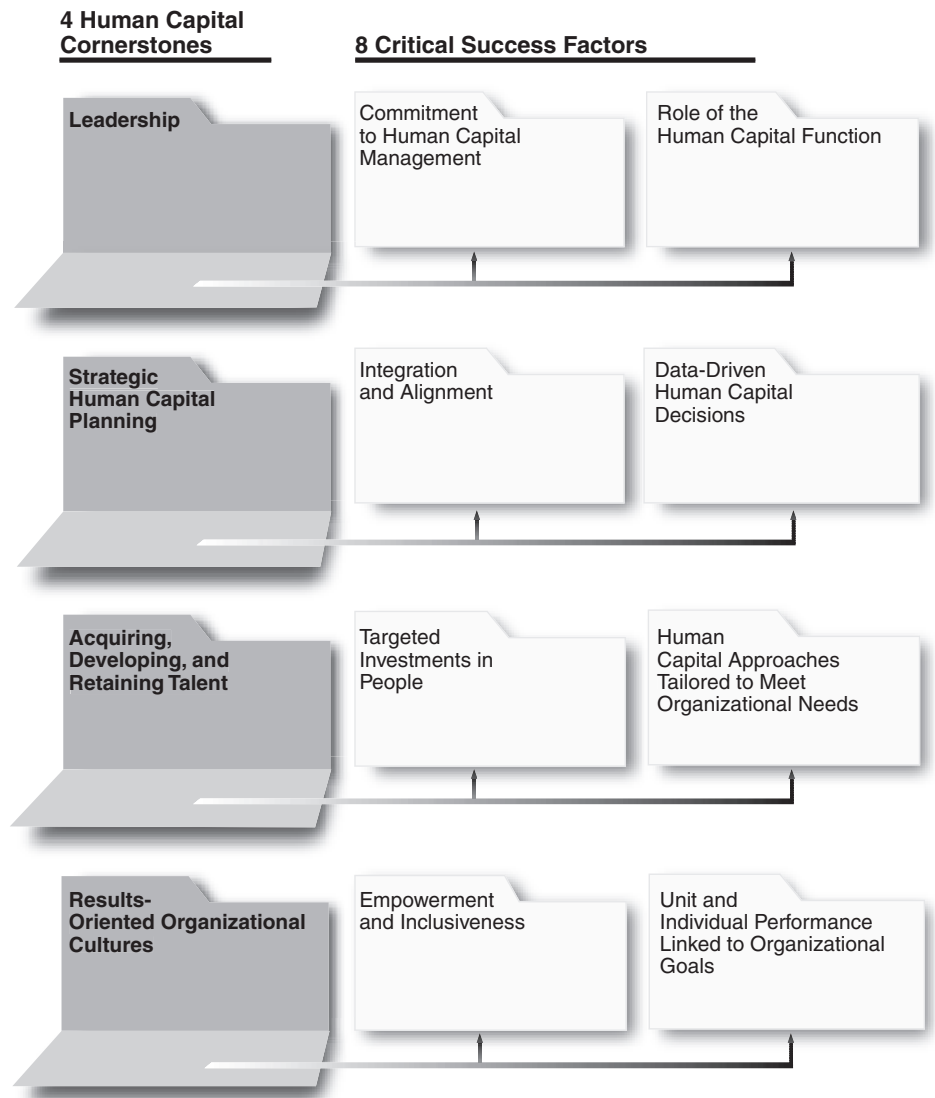 4 Human Capital
Cornerstones
8 Critical Success Factors
Leadership
Commitment
to Human Capital
Management
Role of the
Human Capital Function
Strategic
Human Capital
Planning
Integration
and Alignment
Data-Driven
Human Capital
Decisions
Acquiring,
Developing, and
Retaining Talent
Targeted
Investments in
People
Human
Capital Approaches
Tailored to Meet
Organizational Needs
Results-
Oriented Organizational
Cultures
Empowerment
and Inclusiveness
Unit and
Individual Performance
Linked to Organizational
Goals